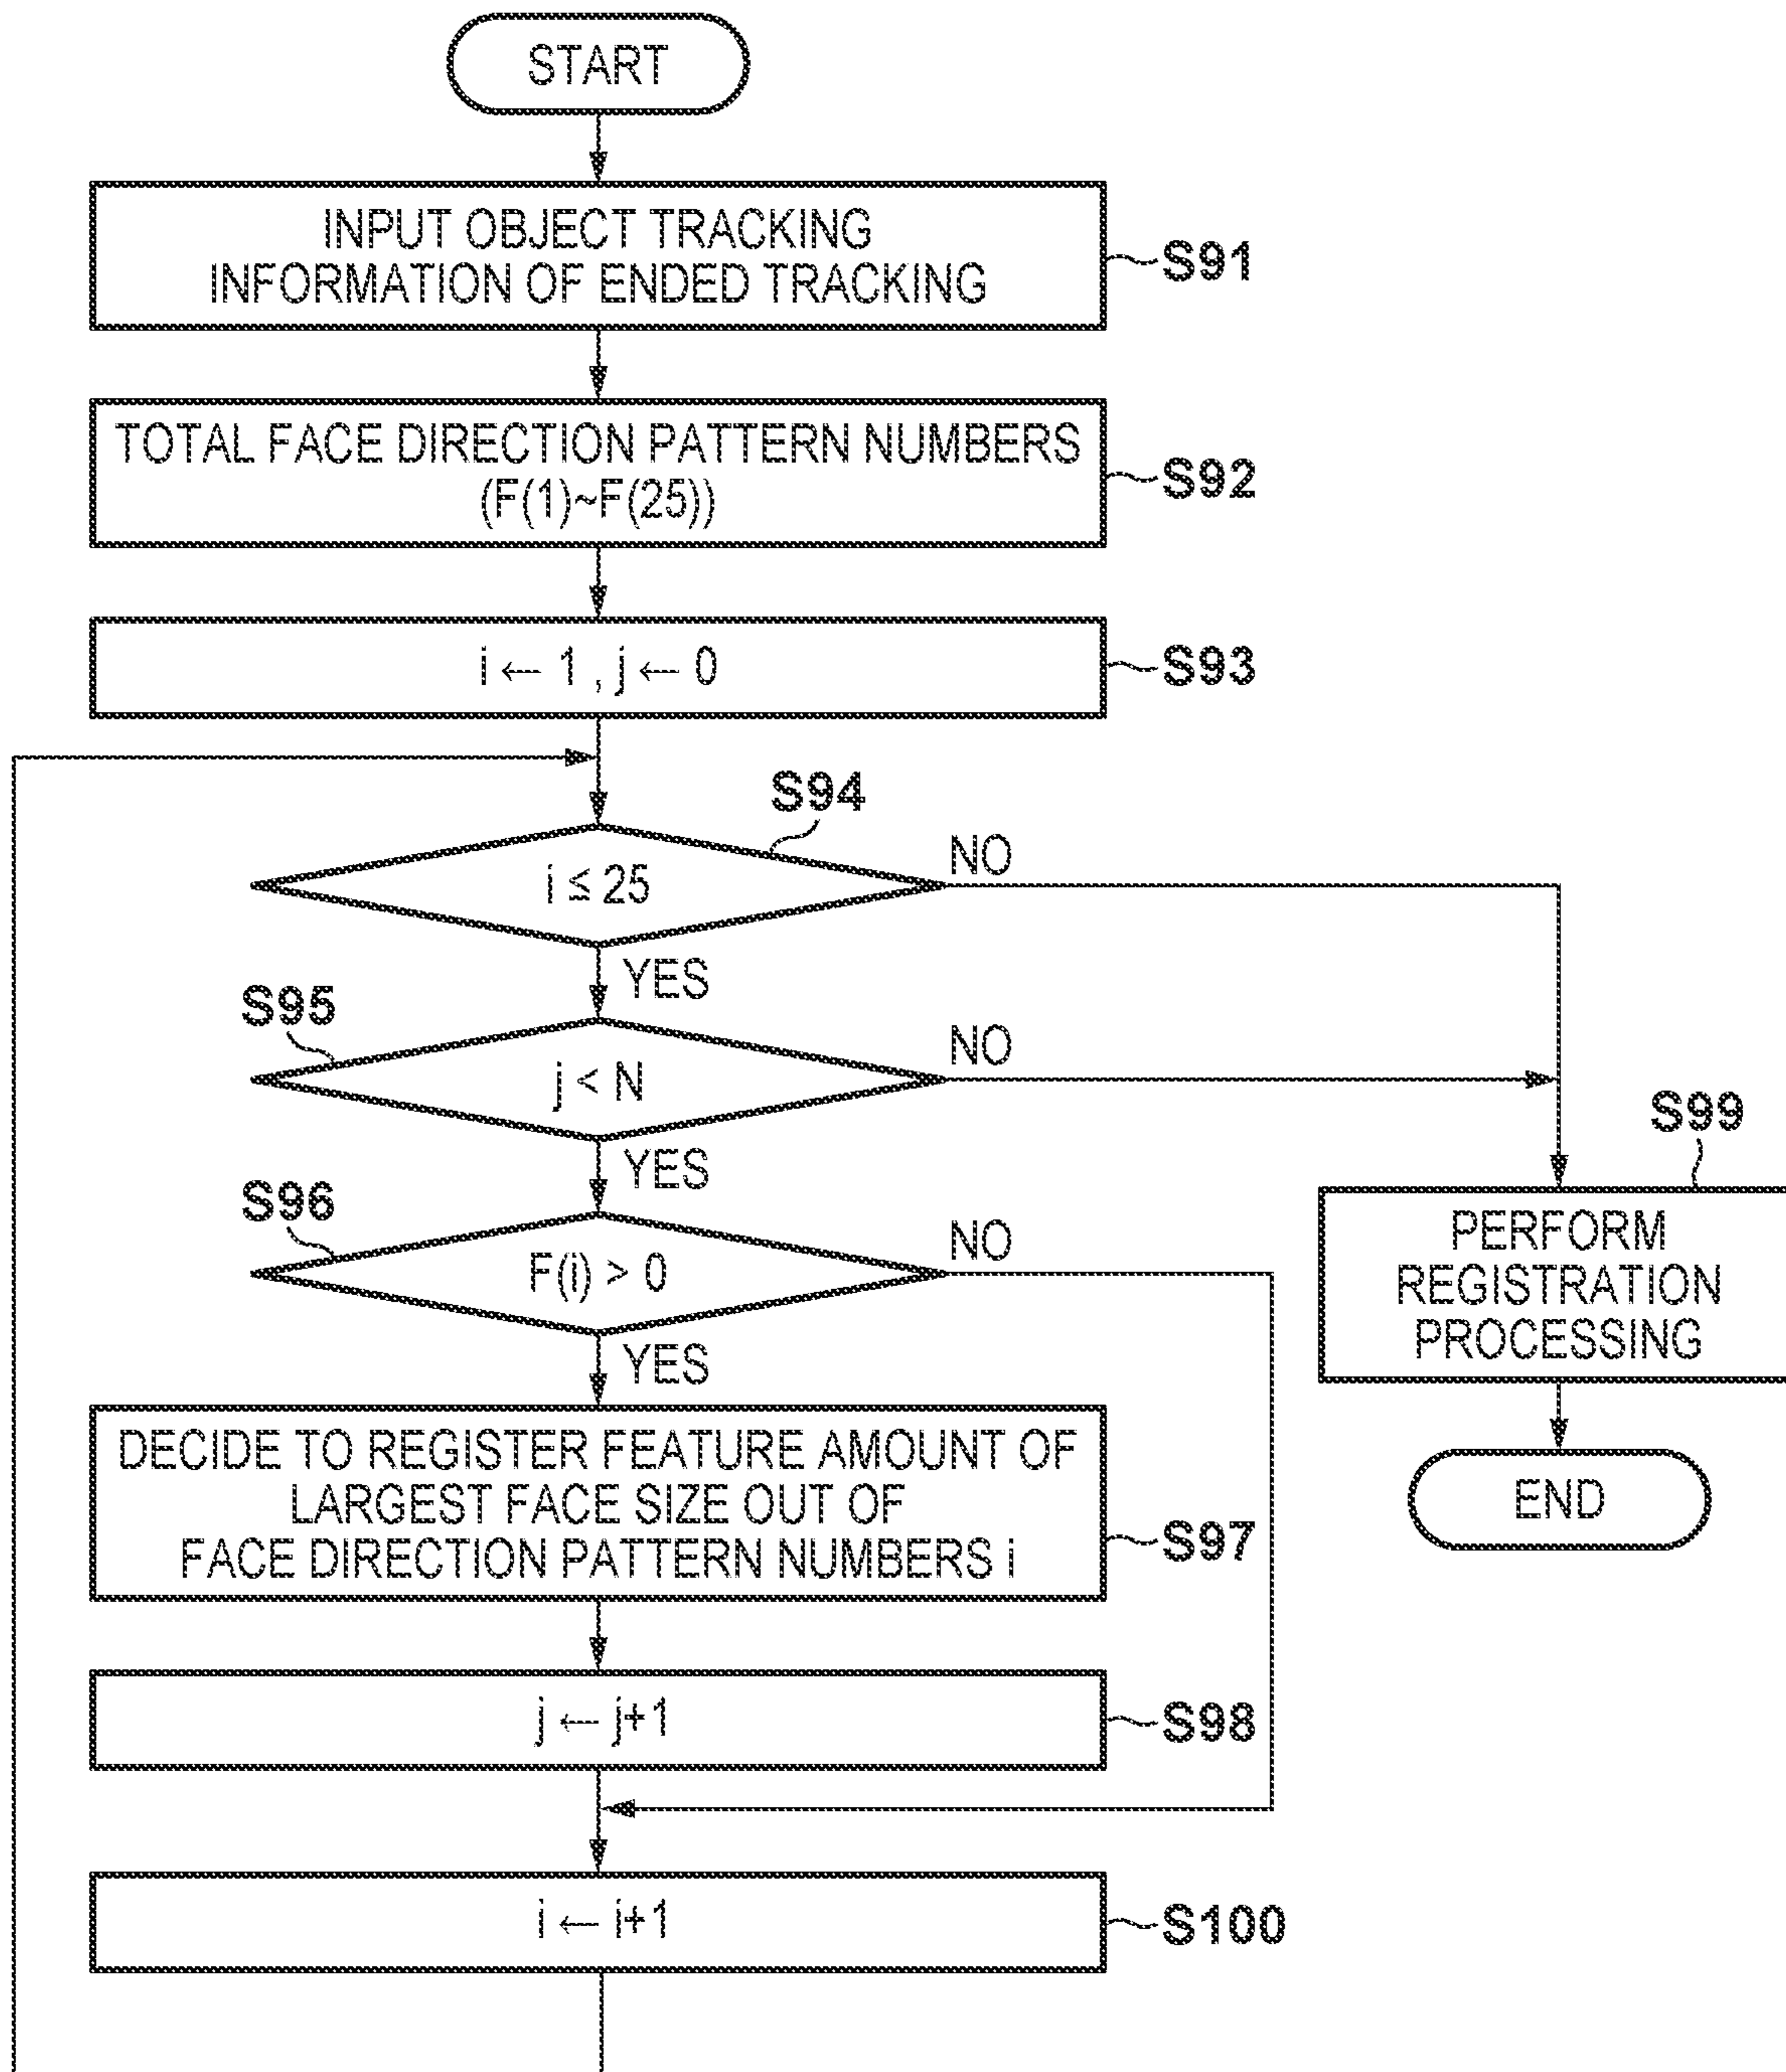 START
INPUT OBJECT TRACKING
INFORMATION OF ENDED TRACKING
S91
TOTAL FACE DIRECTION PATTERN NUMBERS
(F(1)~F(25))
S92
i ← 1 , j ← 0
S93
S94
i ≤ 25
NO
YES
S95
j < N
NO
YES
S96
F(i) > 0
NO
YES
S99
PERFORM
REGISTRATION
PROCESSING
END
DECIDE TO REGISTER FEATURE AMOUNT OF
LARGEST FACE SIZE OUT OF
FACE DIRECTION PATTERN NUMBERS i
S97
j ← j+1
S98
i ← i+1
S100